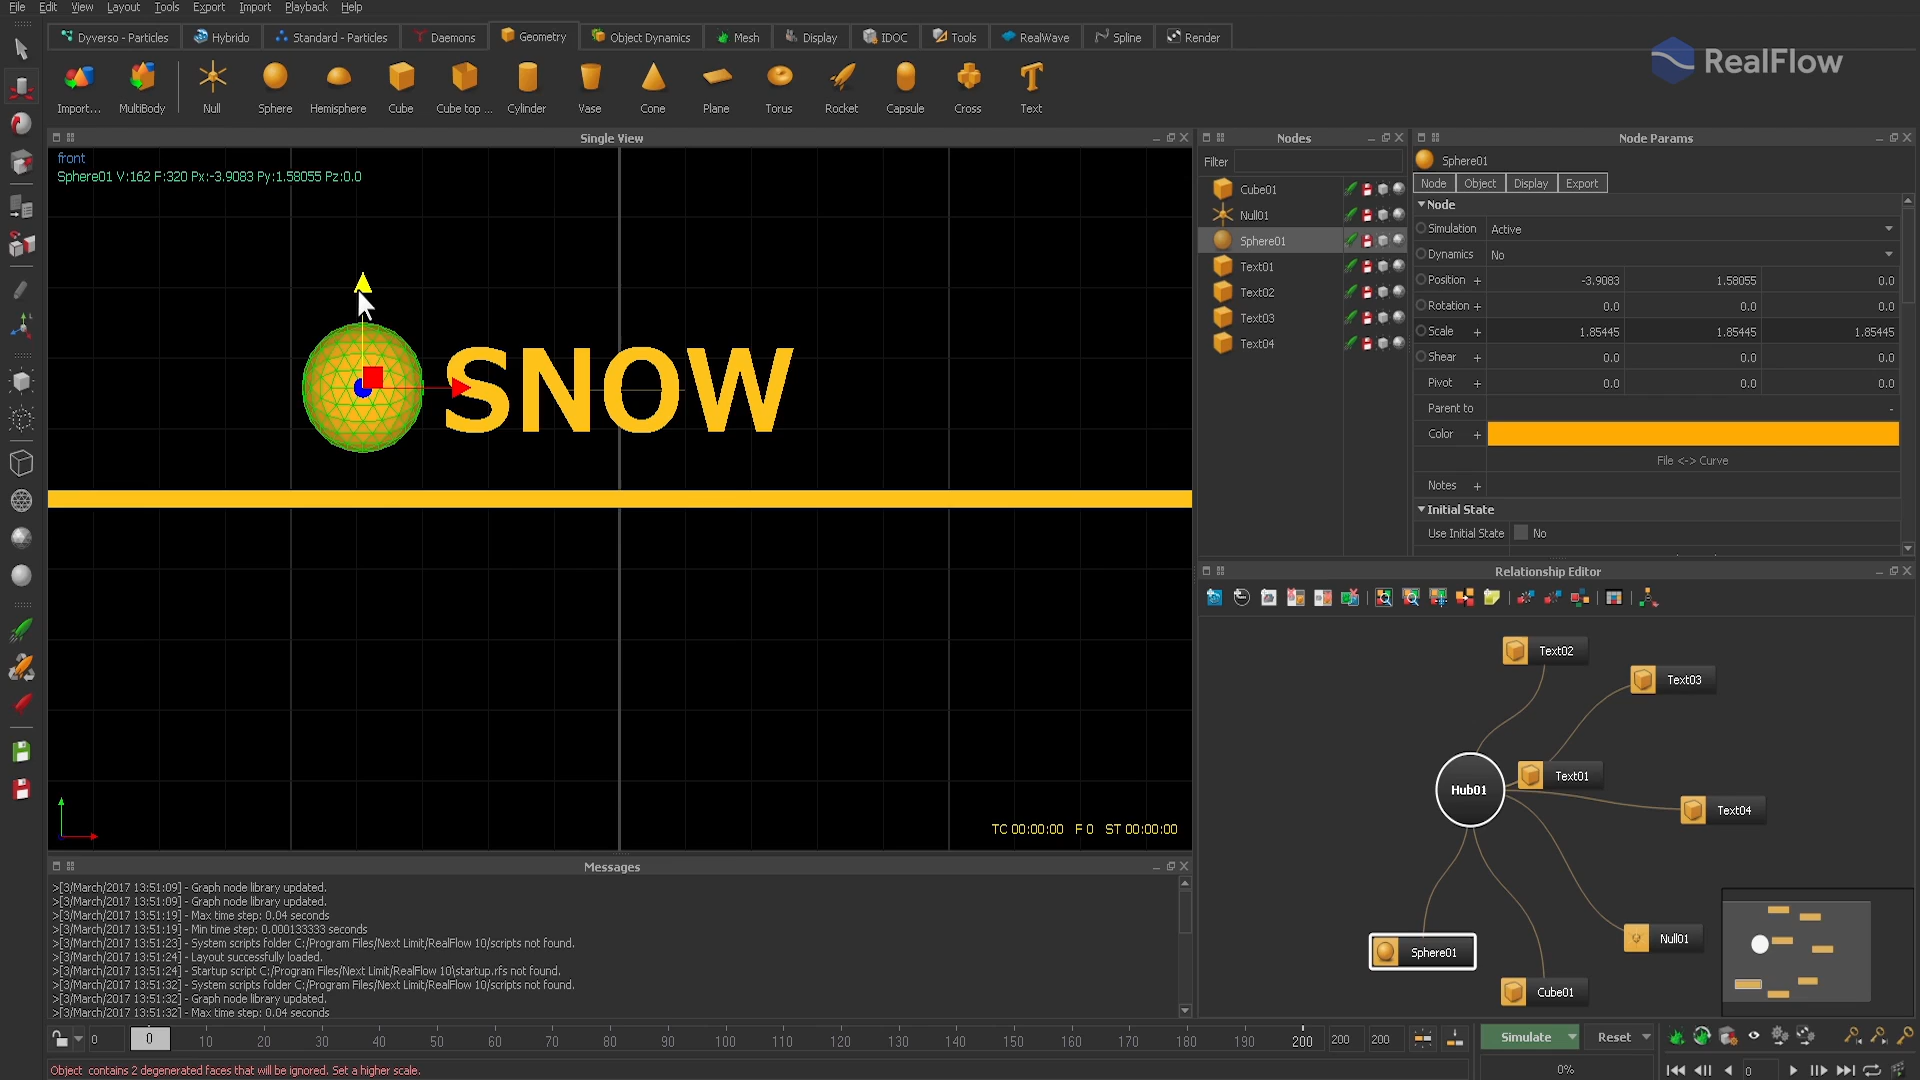 File Edit View Layout Tools Export Import Playback Help
Dyverso - Particles Hybrido Standard - Particles Daemons Geometry Object Dynamics Mesh Display IDOC Tools RealWave Spline Render
RealFlow
Import... MultiBody Null Sphere Hemisphere Cube Cube top ... Cylinder Vase Cone Plane Torus Rocket Capsule Cross Text
Single View
front
Sphere01 V:162 F:320 Px:-3.9083 Py:1.58055 Pz:0.0
SNOW
TC 00:00:00 F 0 ST 00:00:00
Nodes
Filter
Cube01
Null01
Sphere01
Text01
Text02
Text03
Text04
Node Params
Sphere01
Node Object Display Export
Node
Simulation Active
Dynamics No
Position + -3.9083 1.58055 0.0
Rotation + 0.0 0.0 0.0
Scale + 1.85445 1.85445 1.85445
Shear + 0.0 0.0 0.0
Pivot + 0.0 0.0 0.0
Parent to -
Color +
File <-> Curve
Notes +
Initial State
Use Initial State No
Relationship Editor
Text02
Text03
Hub01
Text01
Text04
Null01
Sphere01
Cube01
Messages
>[3/March/2017 13:51:09] - Graph node library updated.
>[3/March/2017 13:51:09] - Graph node library updated.
>[3/March/2017 13:51:19] - Max time step: 0.04 seconds
>[3/March/2017 13:51:19] - Min time step: 0.000133333 seconds
>[3/March/2017 13:51:23] - System scripts folder C:/Program Files/Next Limit/RealFlow 10/scripts not found.
>[3/March/2017 13:51:24] - Layout successfully loaded.
>[3/March/2017 13:51:24] - Startup script C:/Program Files/Next Limit/RealFlow 10\startup.rfs not found.
>[3/March/2017 13:51:32] - System scripts folder C:/Program Files/Next Limit/RealFlow 10/scripts not found.
>[3/March/2017 13:51:32] - Graph node library updated.
>[3/March/2017 13:51:32] - Max time step: 0.04 seconds
0 0 10 20 30 40 50 60 70 80 90 100 110 120 130 140 150 160 170 180 190 200 200 200
Simulate Reset
Object contains 2 degenerated faces that will be ignored. Set a higher scale.
0% 0